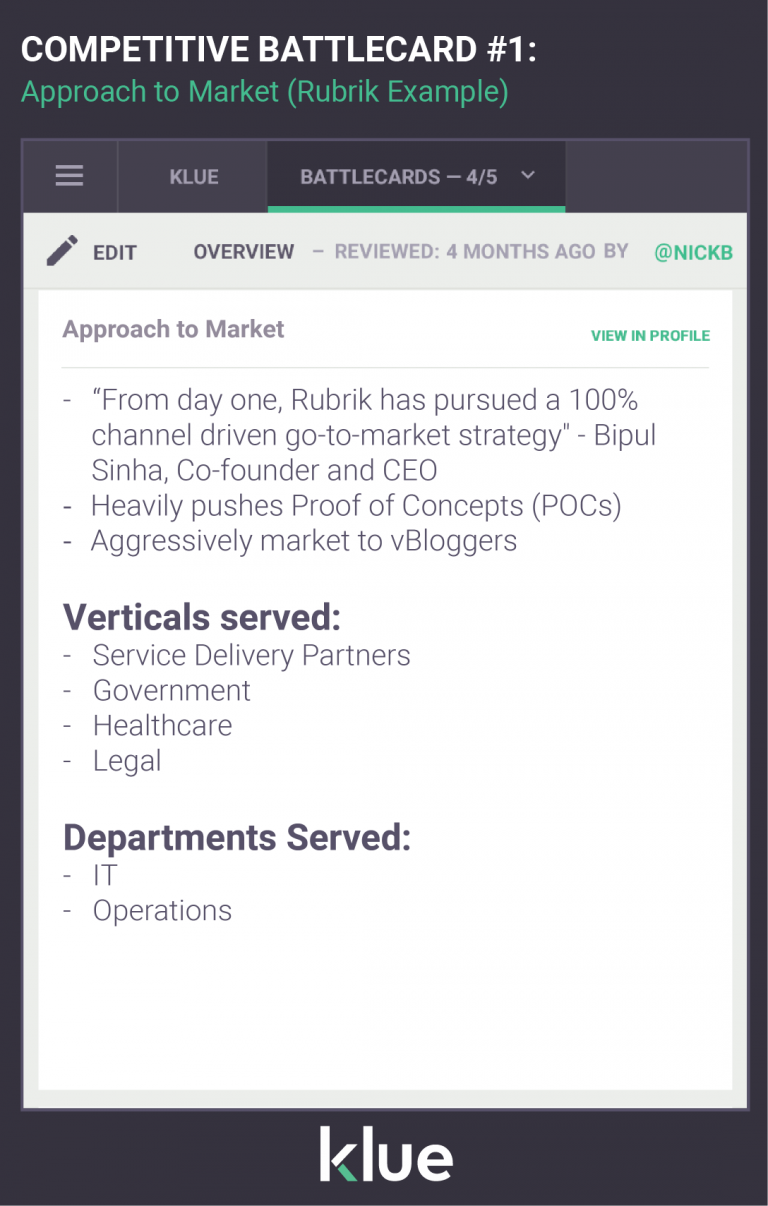 COMPETITIVE BATTLECARD #1:
Approach to Market (Rubrik Example)
KLUE
BATTLECARDS – 4/5
EDIT
OVERVIEW – REVIEWED: 4 MONTHS AGO BY @NICKB
Approach to Market
VIEW IN PROFILE
- “From day one, Rubrik has pursued a 100%
channel driven go-to-market strategy" - Bipul
Sinha, Co-founder and CEO
- Heavily pushes Proof of Concepts (POCs)
- Aggressively market to vBloggers
Verticals served:
- Service Delivery Partners
- Government
- Healthcare
- Legal
Departments Served:
- IT
- Operations
klue